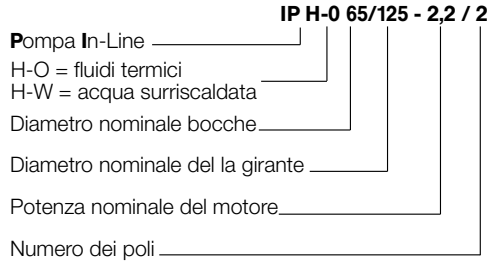 IP H-0 65/125 - 2,2 / 2
Pompa In-Line
H-O = fluidi termici
H-W = acqua surriscaldata
Diametro nominale bocche
Diametro nominale del la girante
Potenza nominale del motore
Numero dei poli